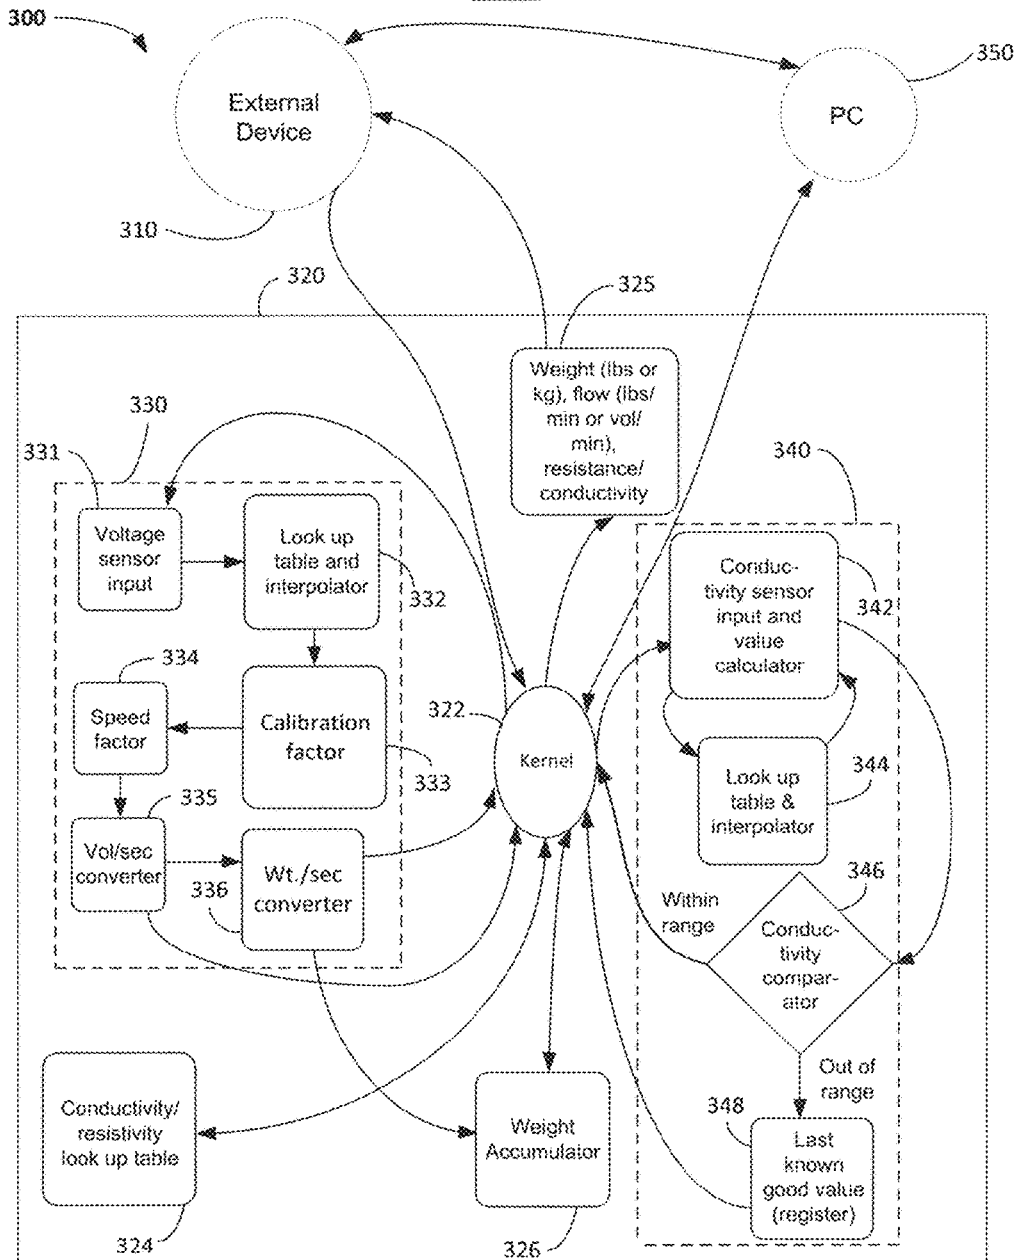 300
External
Device
310
PC
350
320
325
Weight (lbs or
kg), flow (lbs/
min or vol/
min),
resistance/
conductivity
330
331
Voltage
sensor
input
Look up
table and
interpolator
332
334
Speed
factor
Calibration
factor
333
335
Vol/sec
converter
336
Wt./sec
converter
322
Kernel
340
Conduc-
tivity sensor
input and
value
calculator
342
Look up
table &
interpolator
344
346
Within
range
Conduc-
tivity
compar-
ator
Out of
range
348
Last
known
good value
(register)
Conductivity/
resistivity
look up table
324
Weight
Accumulator
326